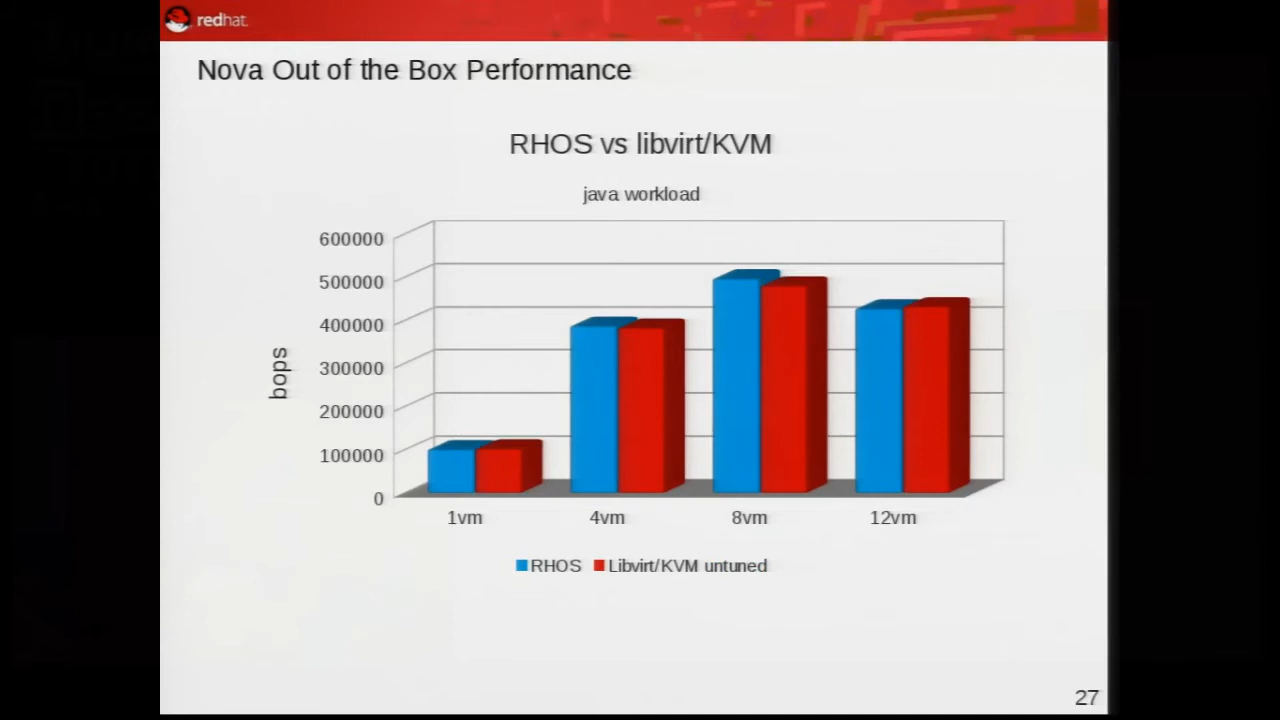 redhat.
Nova Out of the Box Performance
RHOS vs libvirt/KVM
java workload
600000
500000
400000
300000
200000
100000
0
bops
1vm 4vm 8vm 12vm
RHOS Libvirt/KVM untuned
27